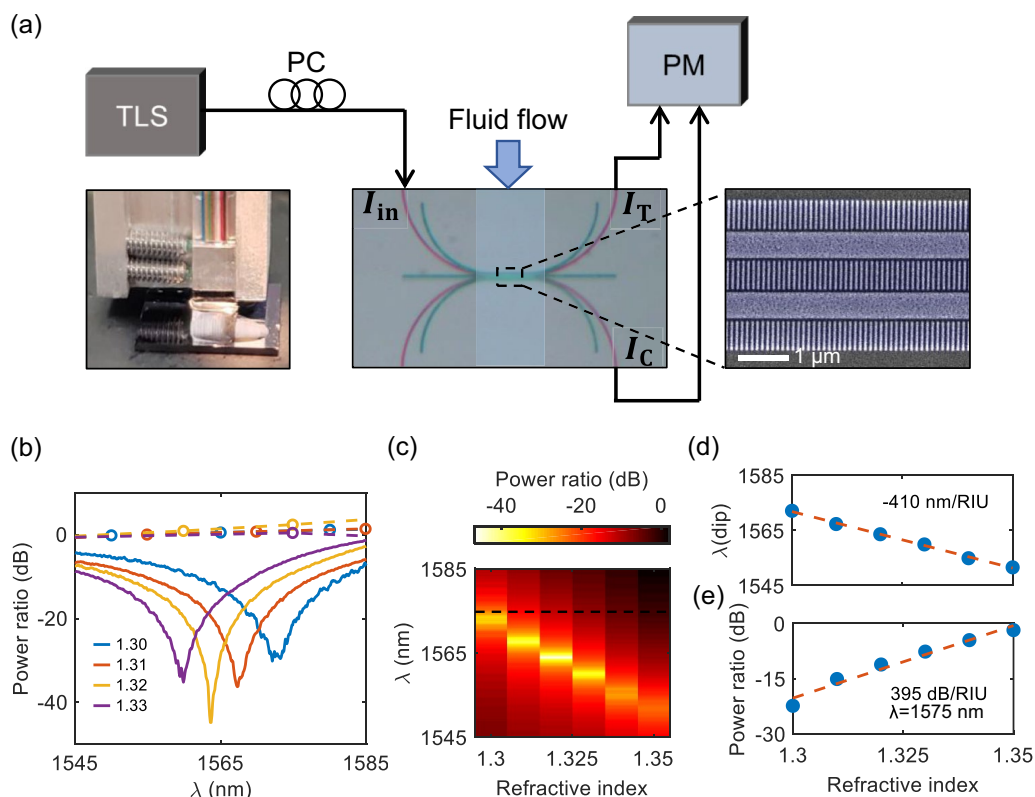 (a)
TLS
PC
Fluid flow
PM
I_in
I_T
I_C
1 μm
(b)
Power ratio (dB)
0
-20
-40
1.30
1.31
1.32
1.33
1545
1565
1585
λ (nm)
(c)
Power ratio (dB)
-40
-20
0
1585
1565
1545
λ (nm)
1.3
1.325
1.35
Refractive index
(d)
λ(dip)
1585
1565
1545
-410 nm/RIU
(e)
Power ratio (dB)
0
-15
-30
395 dB/RIU
λ=1575 nm
1.3
1.325
1.35
Refractive index